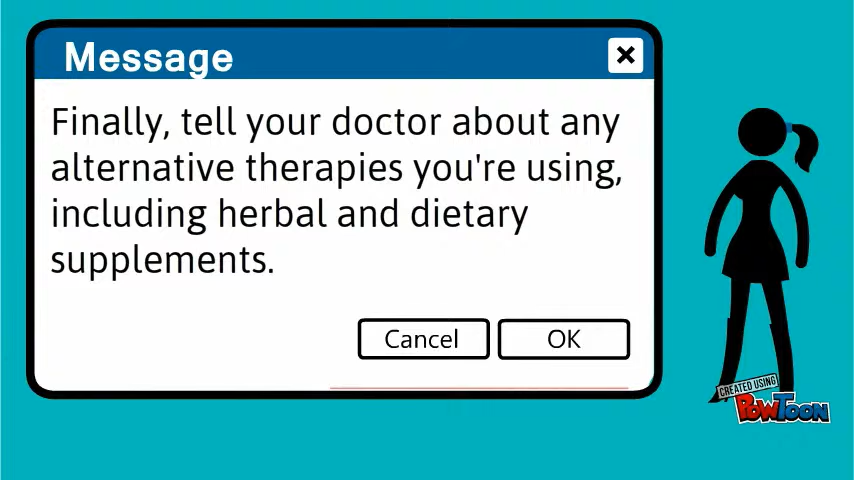 Message
Finally, tell your doctor about any
alternative therapies you're using,
including herbal and dietary
supplements.
Cancel OK
CREATED USING
POWTOON